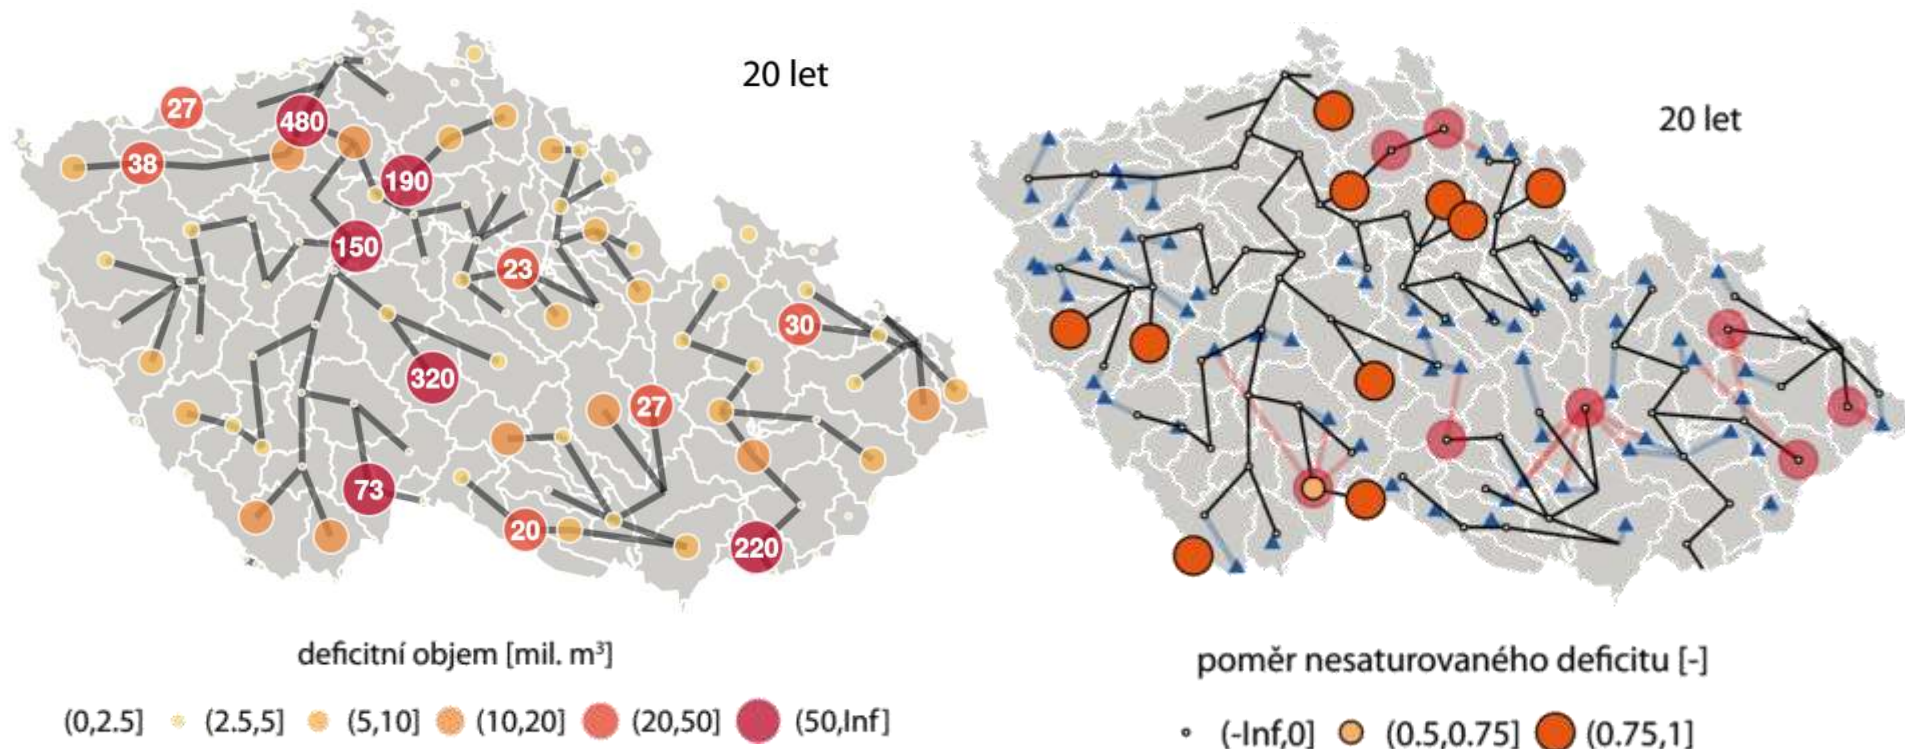 20 let
27
480
38
190
150
23
30
320
27
73
20
220
deficitní objem [mil. m³]
(0,2.5] (2.5,5] (5,10] (10,20] (20,50] (50,Inf]
20 let
poměr nesaturovaného deficitu [-]
(-Inf,0] (0.5,0.75] (0.75,1]